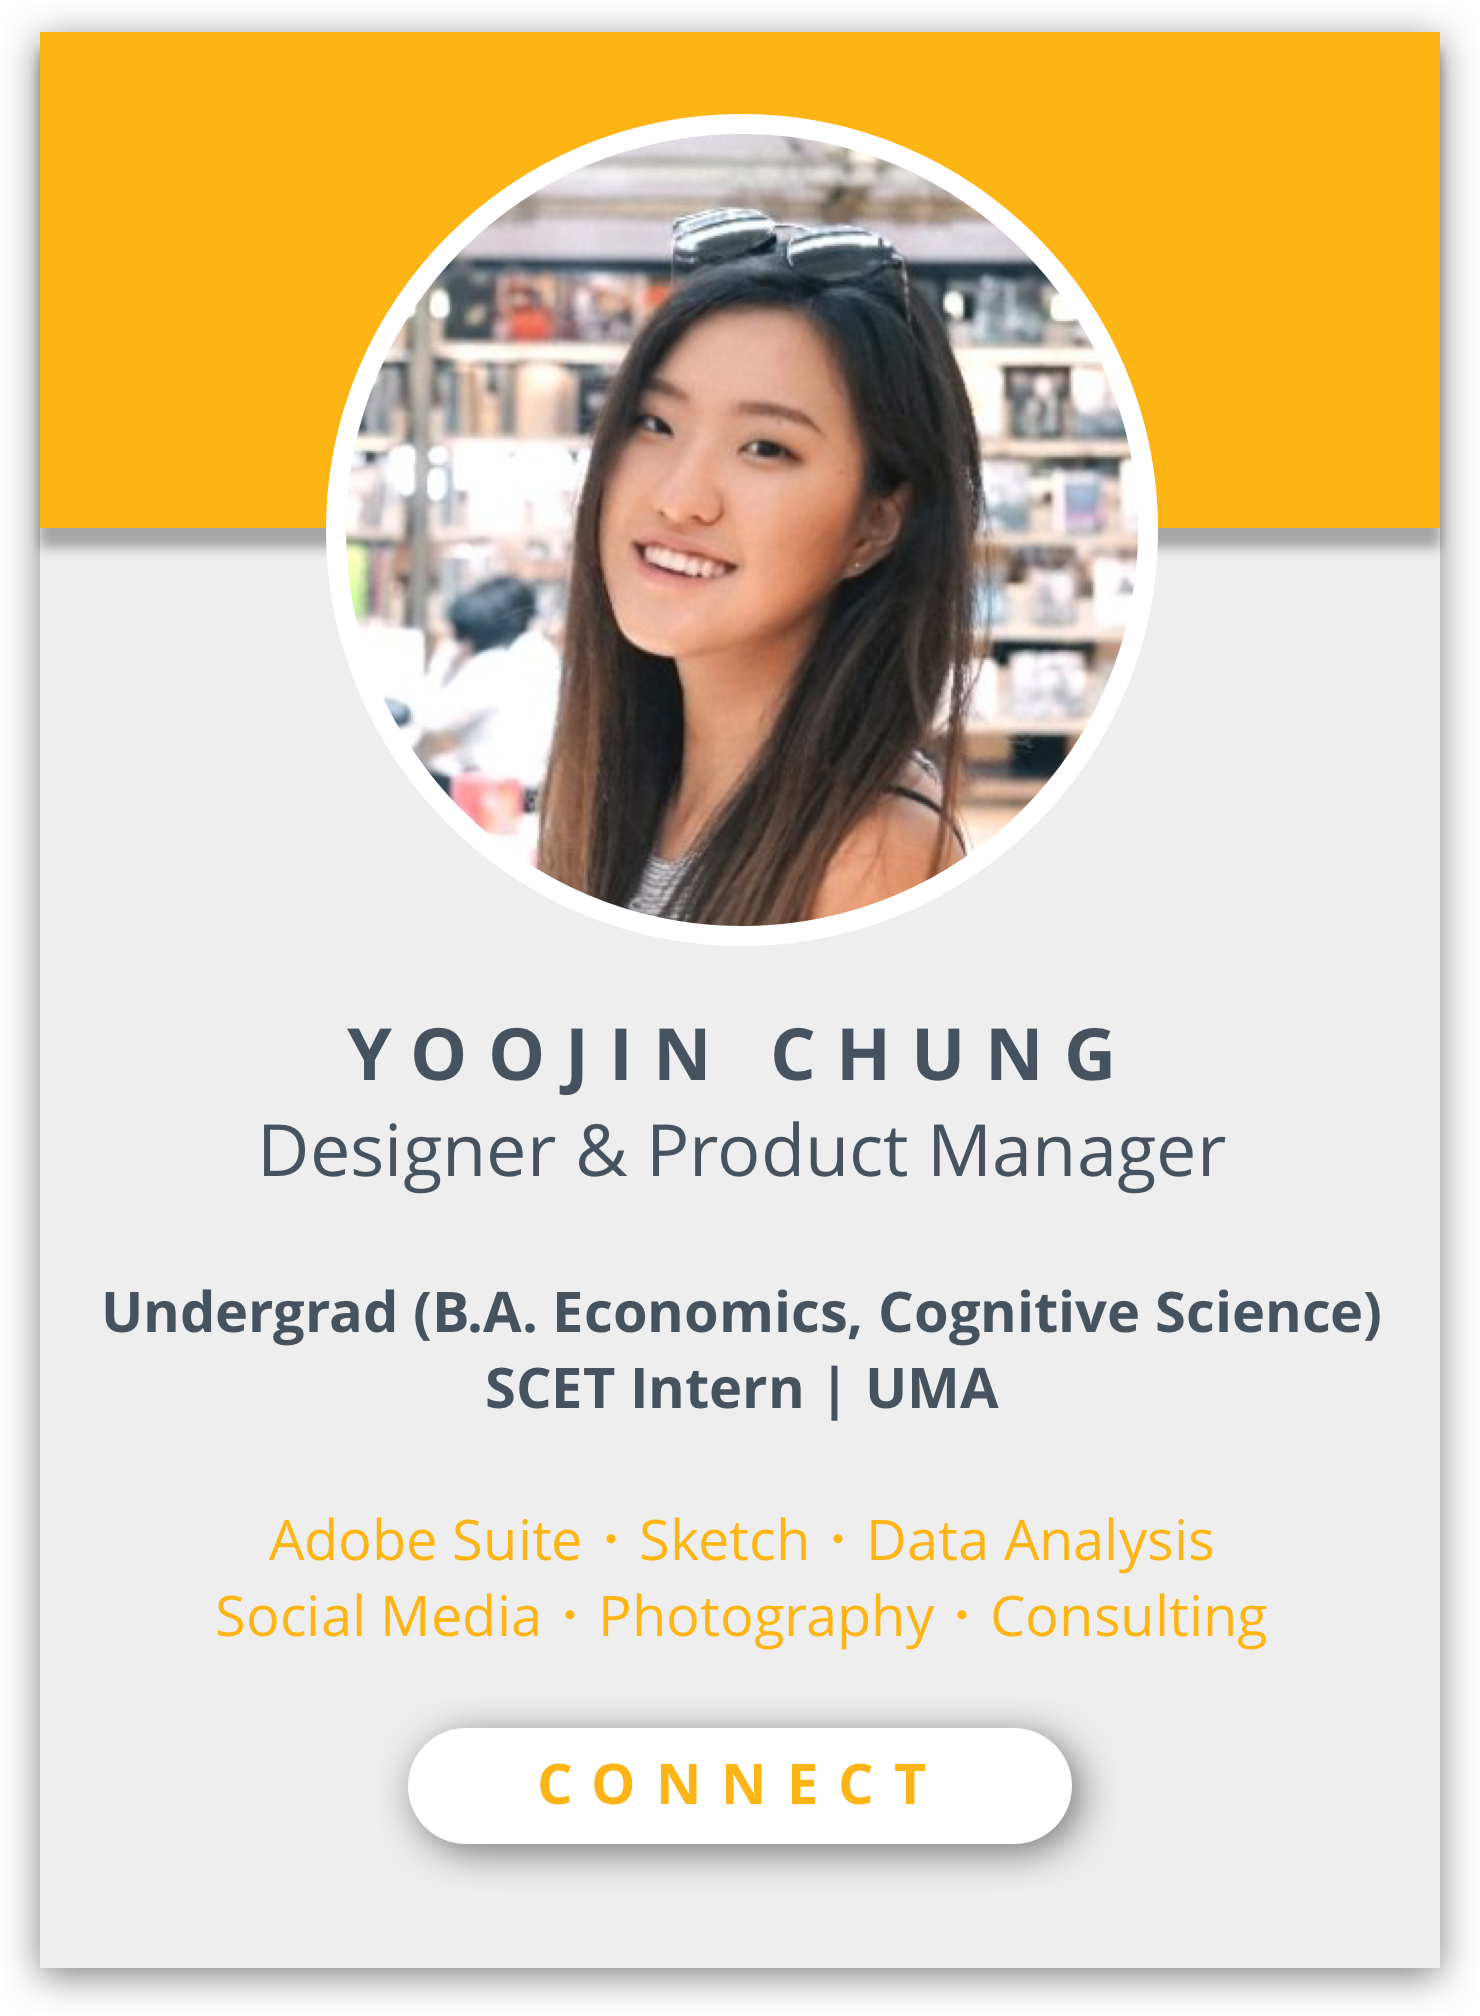 YOOJIN CHUNG
Designer & Product Manager
Undergrad (B.A. Economics, Cognitive Science)
SCET Intern | UMA
Adobe Suite · Sketch · Data Analysis
Social Media · Photography · Consulting
CONNECT